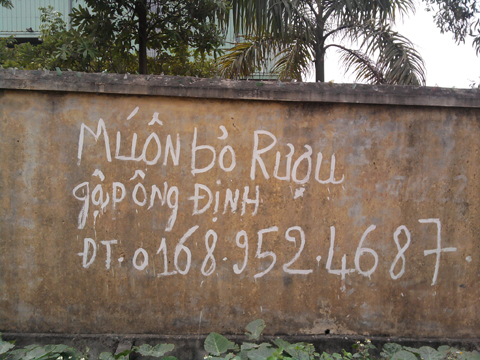 MUốN bỏ RượU
gặP ôNg ĐỊNH
ĐT. 0168.952.4687.